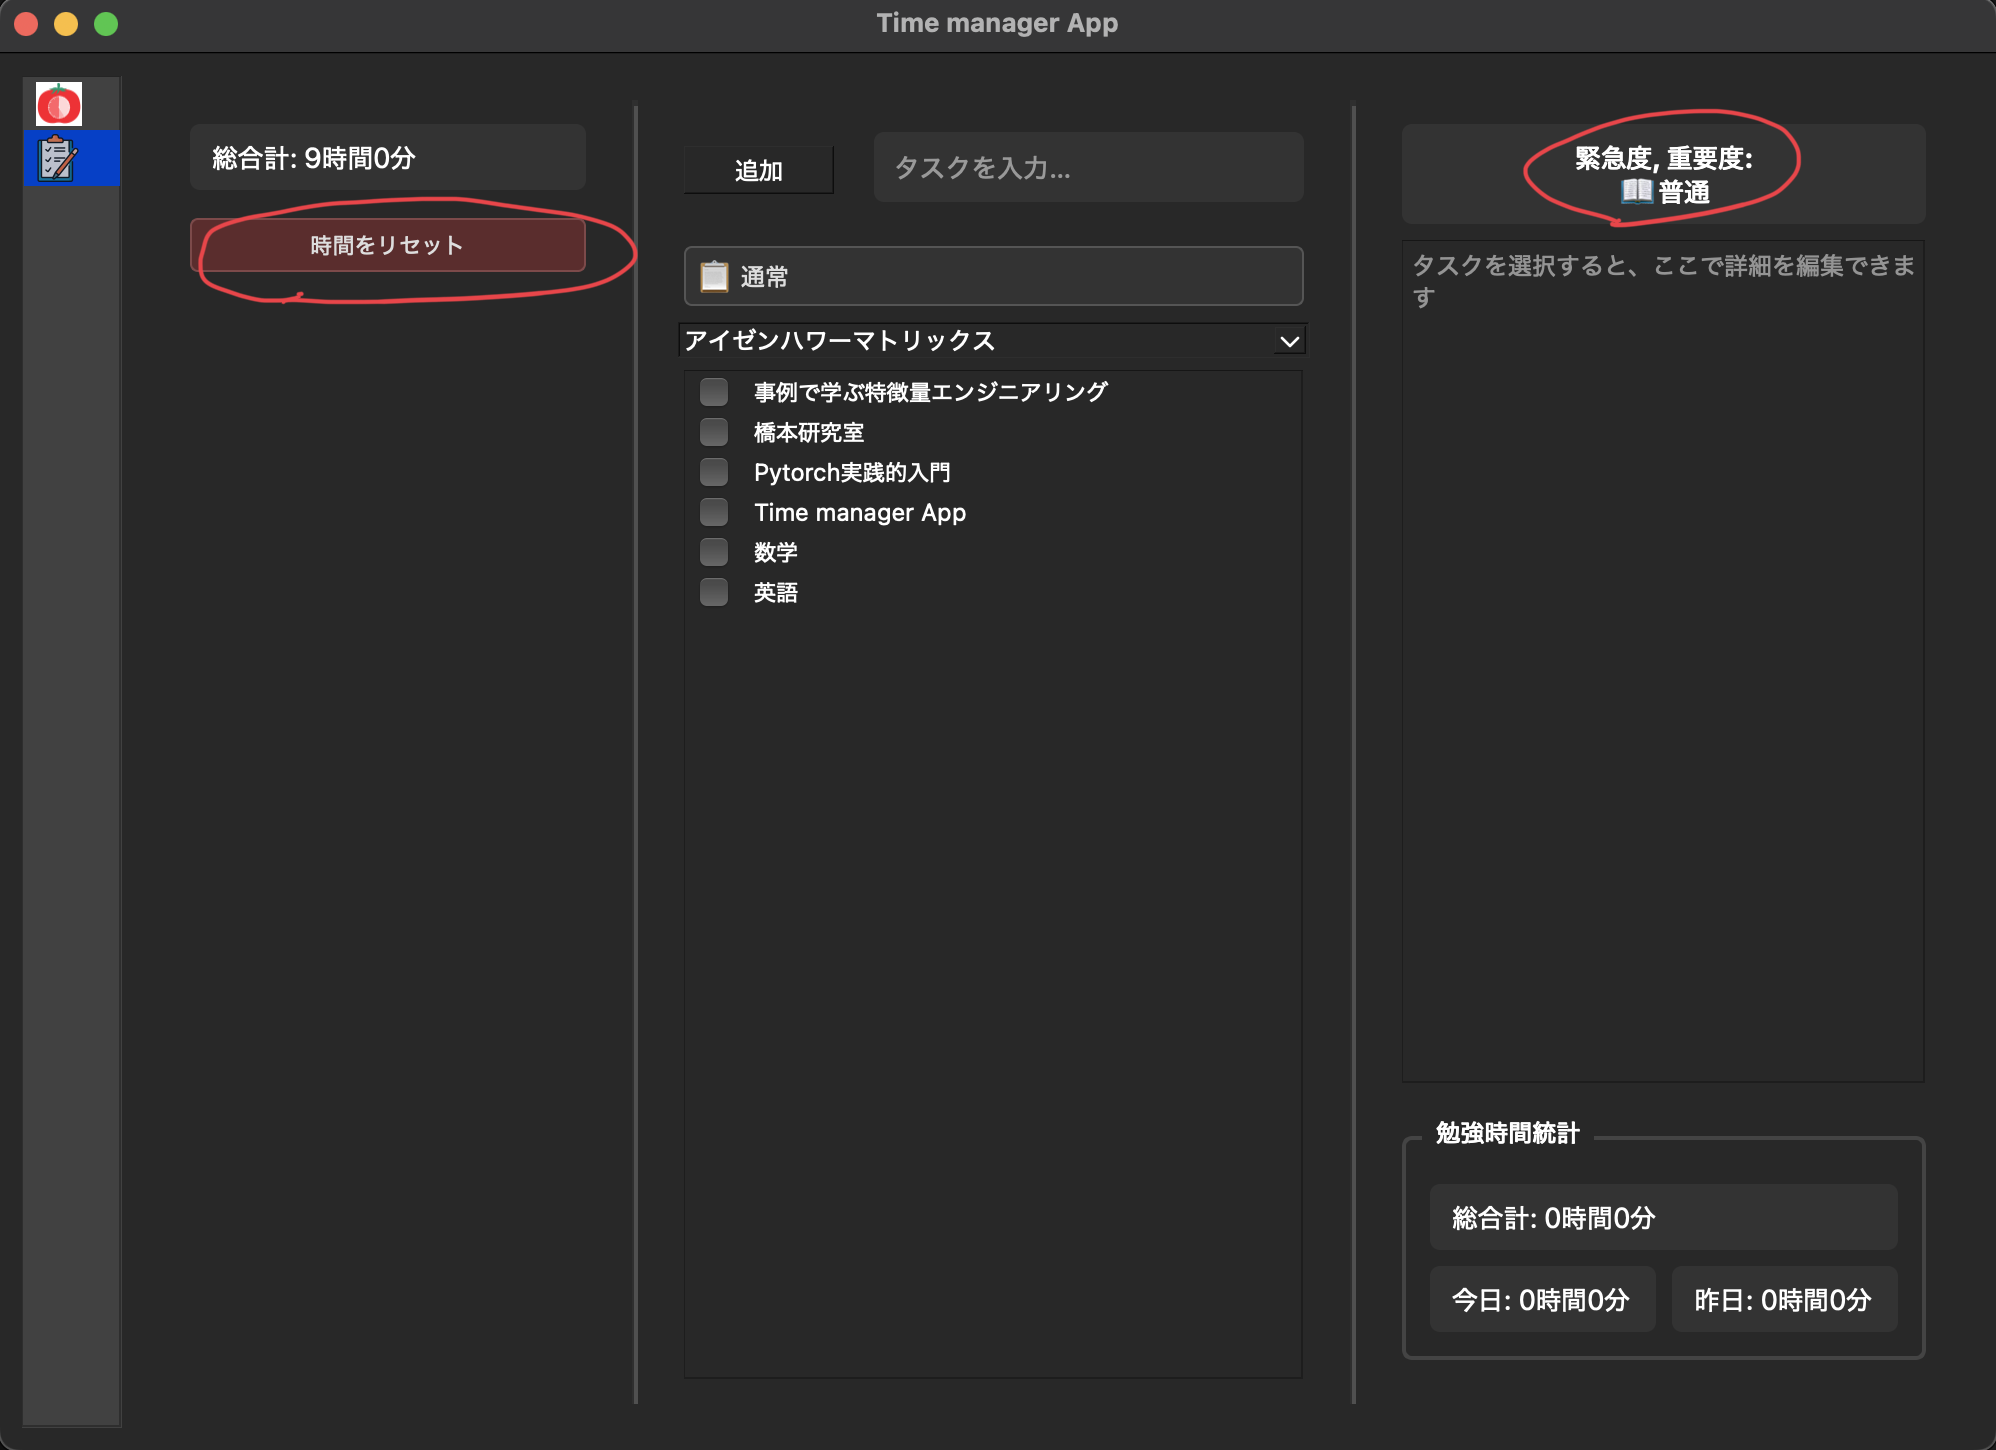 Time manager App
総合計: 9時間0分
時間をリセット
追加
タスクを入力...
通常
アイゼンハワーマトリックス
事例で学ぶ特徴量エンジニアリング
橋本研究室
Pytorch実践的入門
Time manager App
数学
英語
緊急度, 重要度:
普通
タスクを選択すると、ここで詳細を編集できま
す
勉強時間統計
総合計: 0時間0分
今日: 0時間0分
昨日: 0時間0分